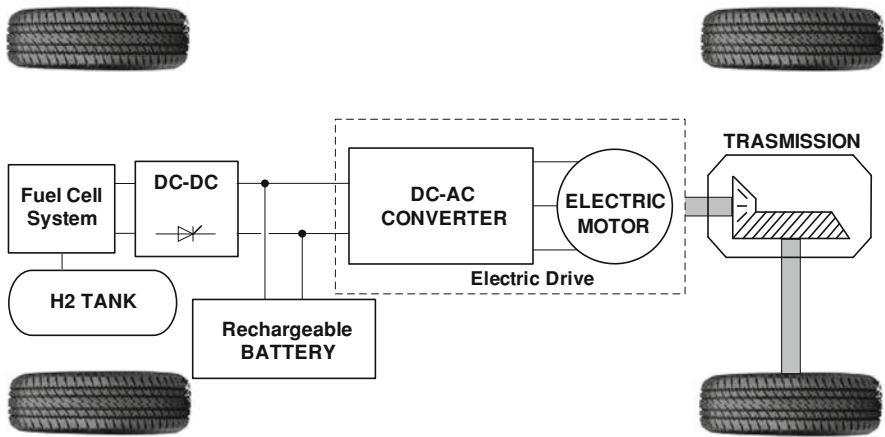 TRASMISSION
Fuel Cell
System
DC-DC
DC-AC
CONVERTER
ELECTRIC
MOTOR
Electric Drive
H2 TANK
Rechargeable
BATTERY